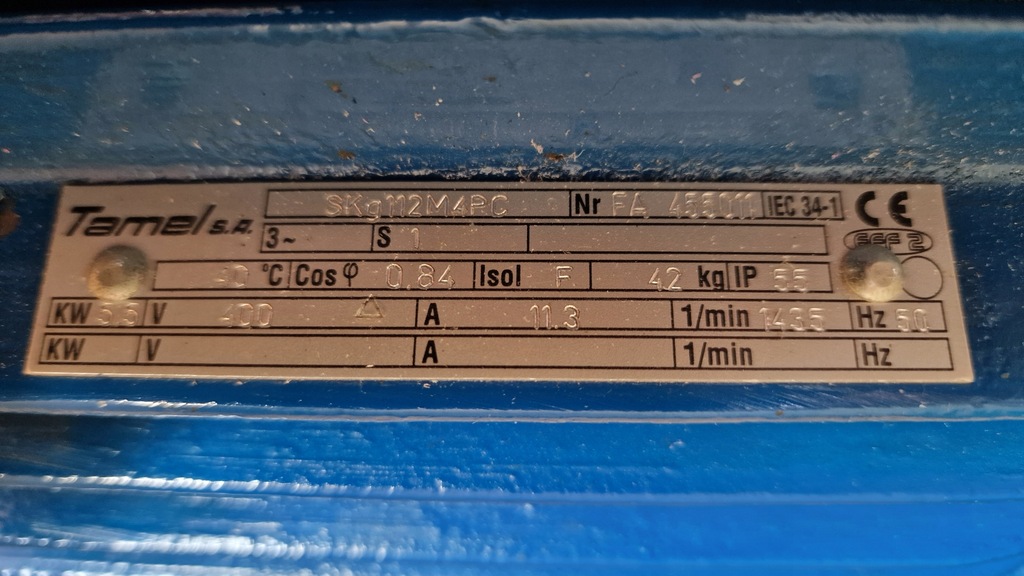 Tamel S.A. SKg112M4PC Nr FA 455011 IEC 34-1 CE
3~ S 1 EFF 2
40 °C Cos φ 0,84 Isol F 42 kg IP 55
KW 5.5 V 400 △ A 11.3 1/min 1435 Hz 50
KW V A 1/min Hz